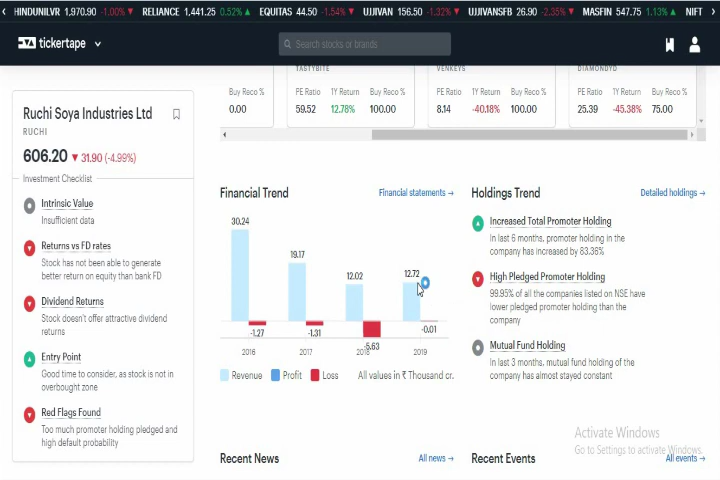 HINDUNILVR 1,970.90 -1.00% ▼ RELIANCE 1,441.25 0.52% ▲ EQUITAS 44.50 -1.54% ▼ UJJIVAN 156.50 -1.32% ▼ UJJIVANSFB 26.90 -2.35% ▼ MASFIN 547.75 1.13% ▲ NIFT
tickertape
Search stocks or brands
TASTYBITE VENKEYS DIAMONDYD
Buy Reco % PE Ratio 1Y Return Buy Reco % PE Ratio 1Y Return Buy Reco % PE Ratio 1Y Return Buy Reco %
0.00 59.52 12.78% 100.00 8.14 -40.18% 100.00 25.39 -45.38% 75.00
Ruchi Soya Industries Ltd
RUCHI
606.20 ▼ 31.90 (-4.99%)
Investment Checklist
Intrinsic Value
Insufficient data
Returns vs FD rates
Stock has not been able to generate
better return on equity than bank FD
Dividend Returns
Stock doesn't offer attractive dividend
returns
Entry Point
Good time to consider, as stock is not in
overbought zone
Red Flags Found
Too much promoter holding pledged and
high default probability
Financial Trend Financial statements →
30.24
19.17
12.02
12.72
-1.27
-1.31
-5.63
-0.01
2016 2017 2018 2019
Revenue Profit Loss All values in ₹ Thousand cr.
Holdings Trend Detailed holdings →
Increased Total Promoter Holding
In last 6 months, promoter holding in the
company has increased by 83.36%
High Pledged Promoter Holding
99.95% of all the companies listed on NSE have
lower pledged promoter holding than the
company
Mutual Fund Holding
In last 3 months, mutual fund holding of the
company has almost stayed constant
Activate Windows
Go to Settings to activate Windows.
Recent News All news →
Recent Events All events →